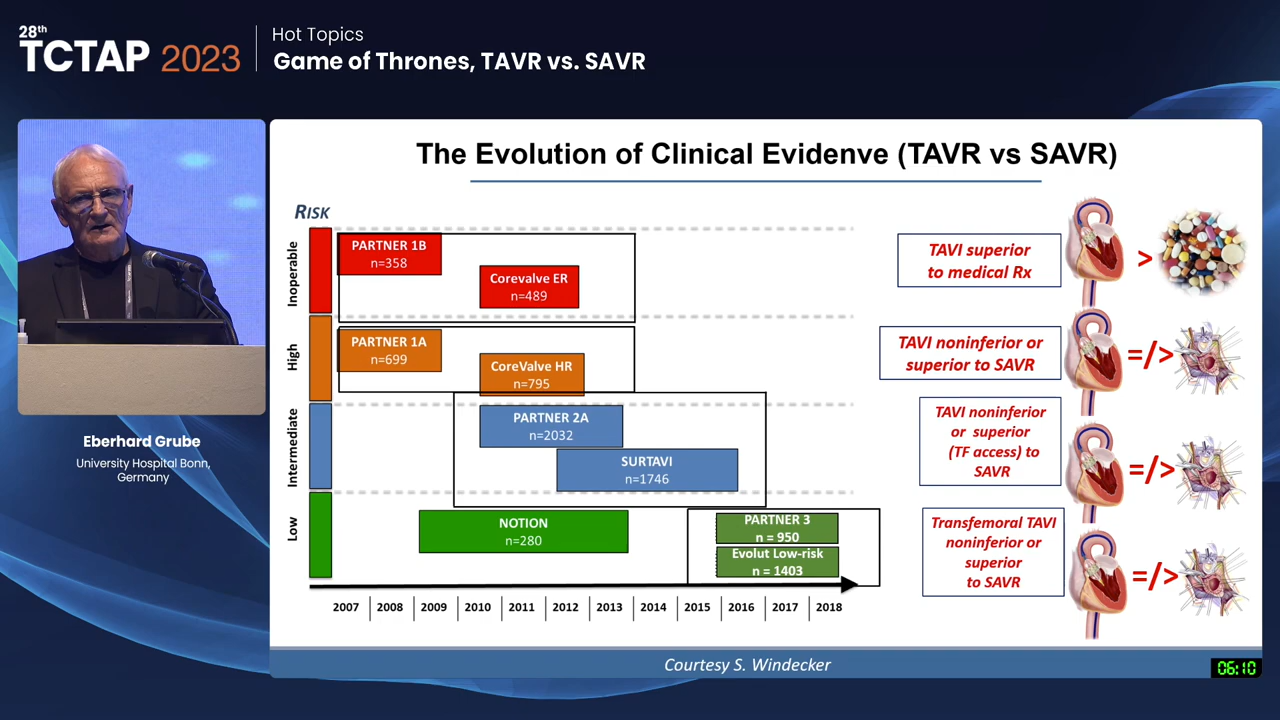 28th
TCTAP 2023
Hot Topics
Game of Thrones, TAVR vs. SAVR
Eberhard Grube
University Hospital Bonn,
Germany
The Evolution of Clinical Evidenve (TAVR vs SAVR)
RISK
Inoperable
PARTNER 1B
n=358
Corevalve ER
n=489
TAVI superior
to medical Rx
>
High
PARTNER 1A
n=699
CoreValve HR
n=795
TAVI noninferior or
superior to SAVR
=/>
Intermediate
PARTNER 2A
n=2032
SURTAVI
n=1746
TAVI noninferior
or superior
(TF access) to
SAVR
=/>
Low
NOTION
n=280
PARTNER 3
n = 950
Evolut Low-risk
n = 1403
Transfemoral TAVI
noninferior or
superior
to SAVR
=/>
2007 2008 2009 2010 2011 2012 2013 2014 2015 2016 2017 2018
Courtesy S. Windecker
06:10